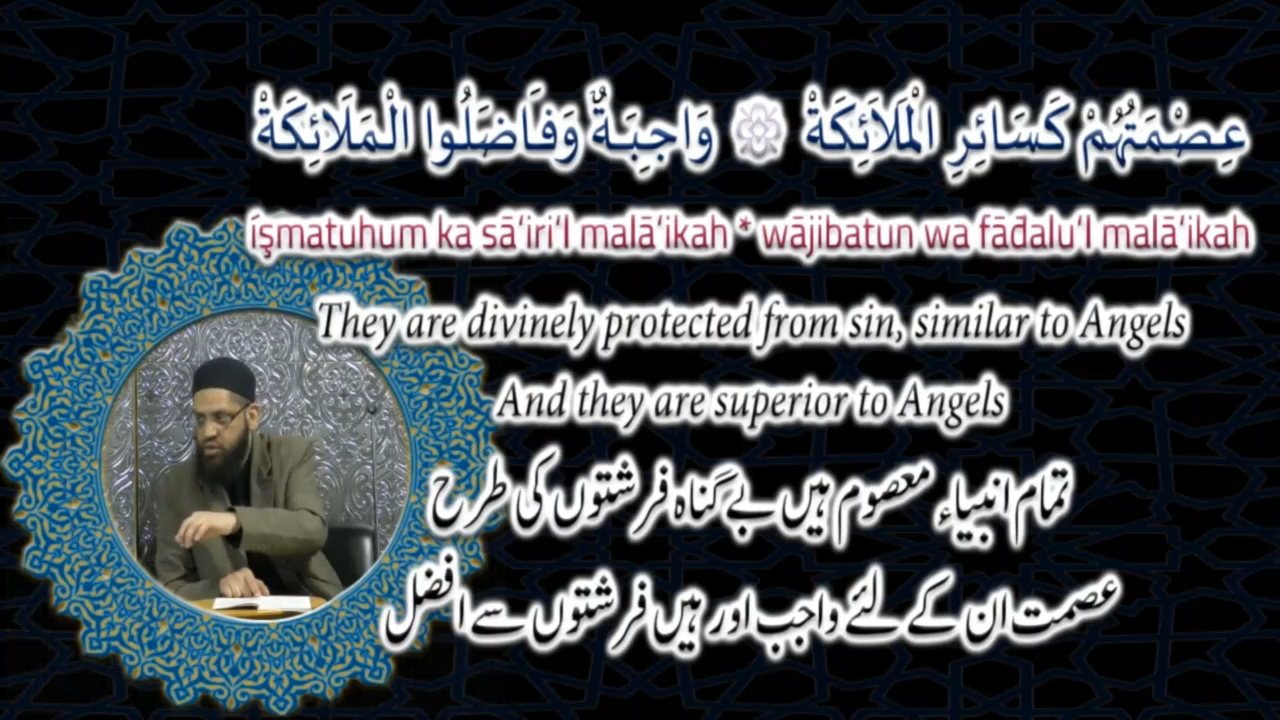 عِصْمَتُهُمْ كَسَائِرِ الْمَلَائِكَةْ ۞ وَاجِبَةٌ وَفَاضَلُوا الْمَلَائِكَةْ
íşmatuhum ka sā’iri’l malā’ikah * wājibatun wa fāđalu’l malā’ikah
They are divinely protected from sin, similar to Angels
And they are superior to Angels
تمام انبیاء معصوم ہیں بے گناہ فرشتوں کی طرح
عصمت ان کے لئے واجب اور ہیں فرشتوں سے افضل